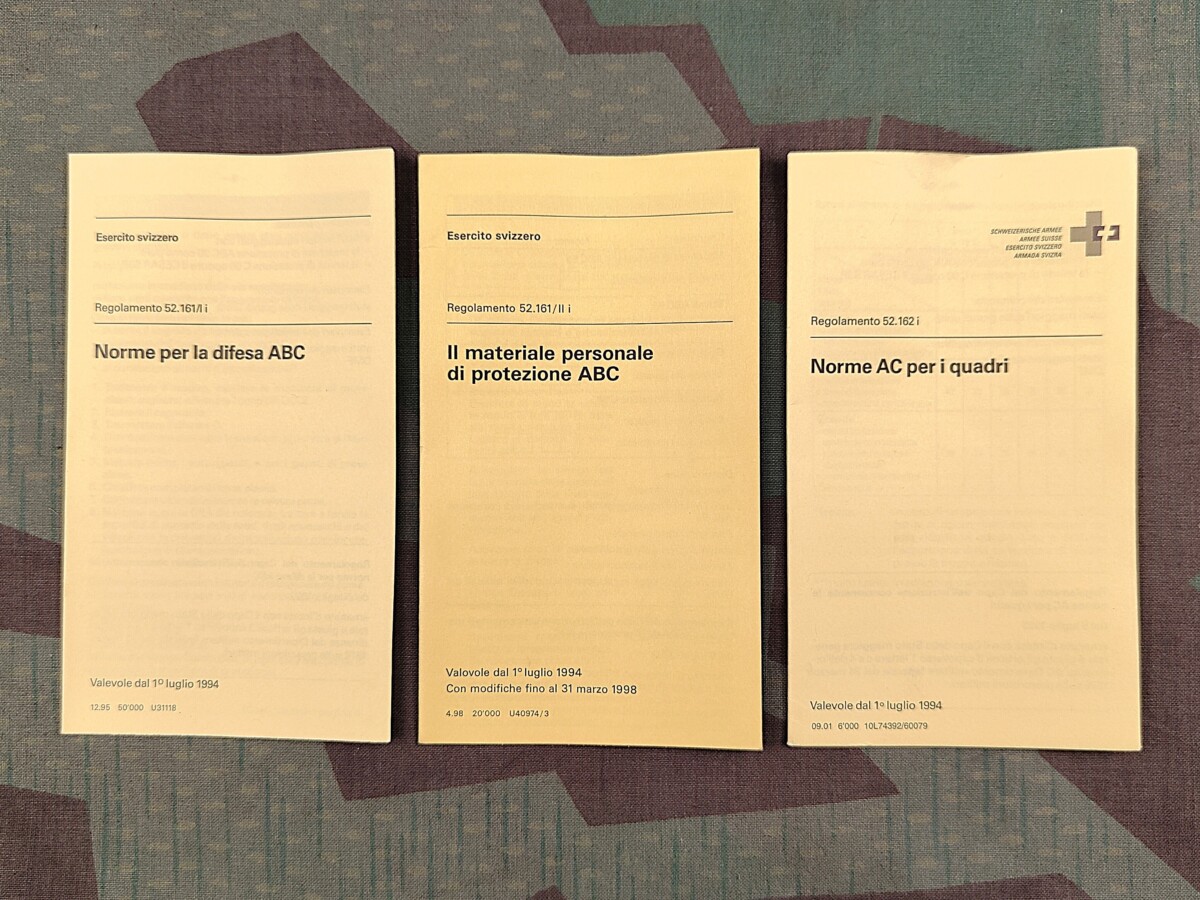 Esercito svizzero
Regolamento 52.161/I i
Norme per la difesa ABC
Valevole dal 1º luglio 1994
12.95 50'000 U31118
Esercito svizzero
Regolamento 52.161/II i
Il materiale personale
di protezione ABC
Valovole dal 1º luglio 1994
Con modifiche fino al 31 marzo 1998
4.98 20'000 U40974/3
SCHWEIZERISCHE ARMEE
ARMEE SUISSE
ESERCITO SVIZZERO
ARMADA SVIZRA
Regolamento 52.162 i
Norme AC per i quadri
Valevole dal 1º luglio 1994
09.01 6'000 10L74392/60079